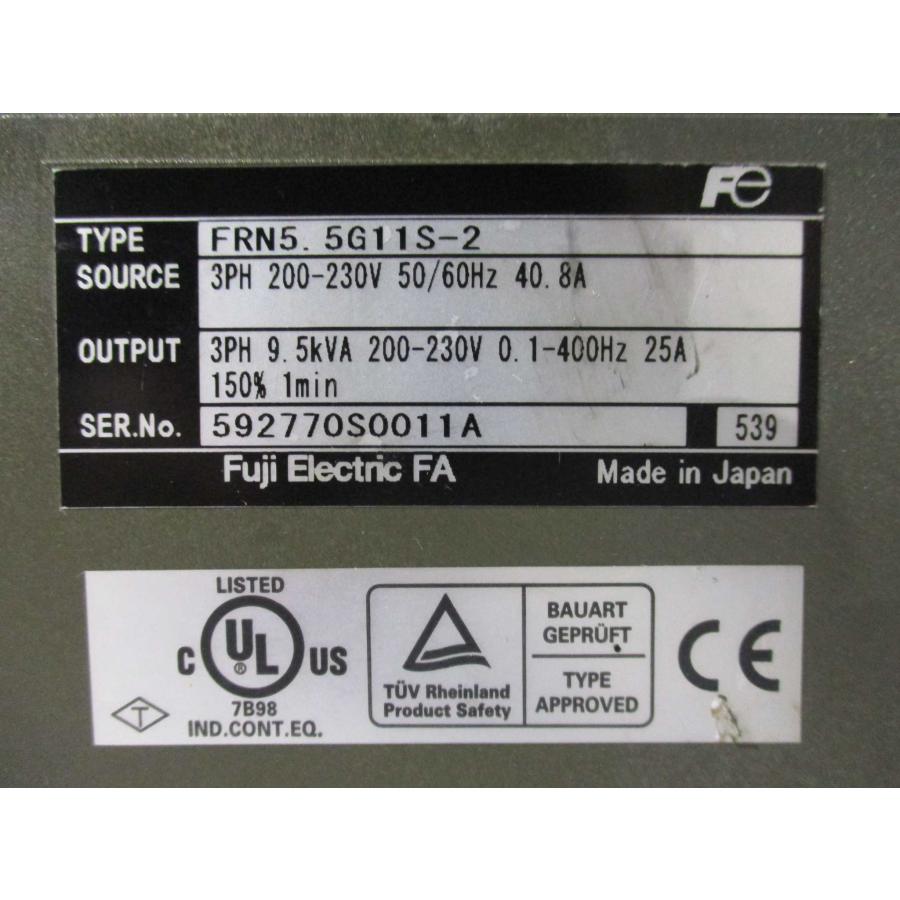 Fe
TYPE FRN5.5G11S-2
SOURCE 3PH 200-230V 50/60Hz 40.8A
OUTPUT 3PH 9.5kVA 200-230V 0.1-400Hz 25A
150% 1min
SER.No. 592770S0011A 539
Fuji Electric FA Made in Japan
LISTED
C UL ® US
7B98
IND.CONT.EQ.
T
TÜV Rheinland
Product Safety
BAUART
GEPRÜFT
TYPE
APPROVED
CE